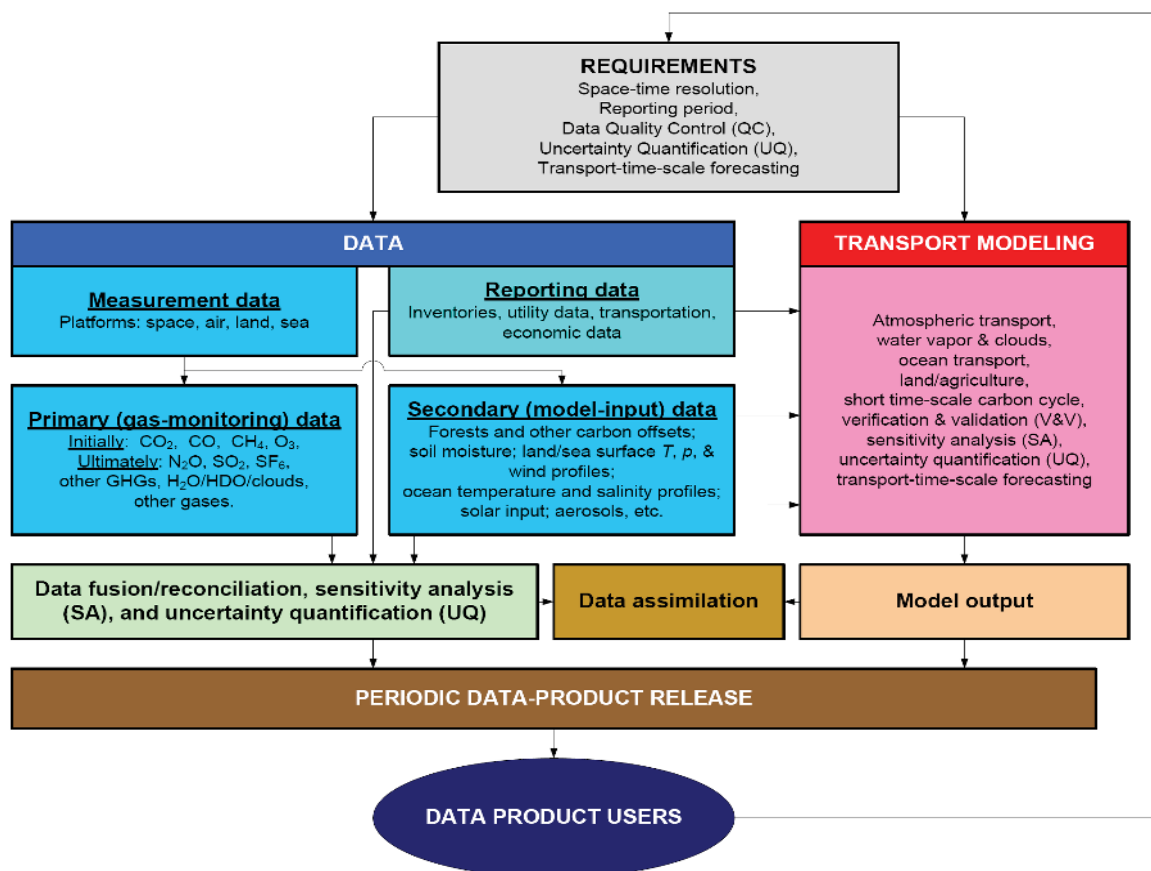 REQUIREMENTS
Space-time resolution,
Reporting period,
Data Quality Control (QC),
Uncertainty Quantification (UQ),
Transport-time-scale forecasting
DATA
Measurement data
Platforms: space, air, land, sea
Reporting data
Inventories, utility data, transportation,
economic data
Primary (gas-monitoring) data
Initially: CO₂, CO, CH₄, O₃,
Ultimately: N₂O, SO₂, SF₆,
other GHGs, H₂O/HDO/clouds,
other gases.
Secondary (model-input) data
Forests and other carbon offsets;
soil moisture; land/sea surface T, p, &
wind profiles;
ocean temperature and salinity profiles;
solar input; aerosols, etc.
TRANSPORT MODELING
Atmospheric transport,
water vapor & clouds,
ocean transport,
land/agriculture,
short time-scale carbon cycle,
verification & validation (V&V),
sensitivity analysis (SA),
uncertainty quantification (UQ),
transport-time-scale forecasting
Data fusion/reconciliation, sensitivity analysis
(SA), and uncertainty quantification (UQ)
Data assimilation
Model output
PERIODIC DATA-PRODUCT RELEASE
DATA PRODUCT USERS